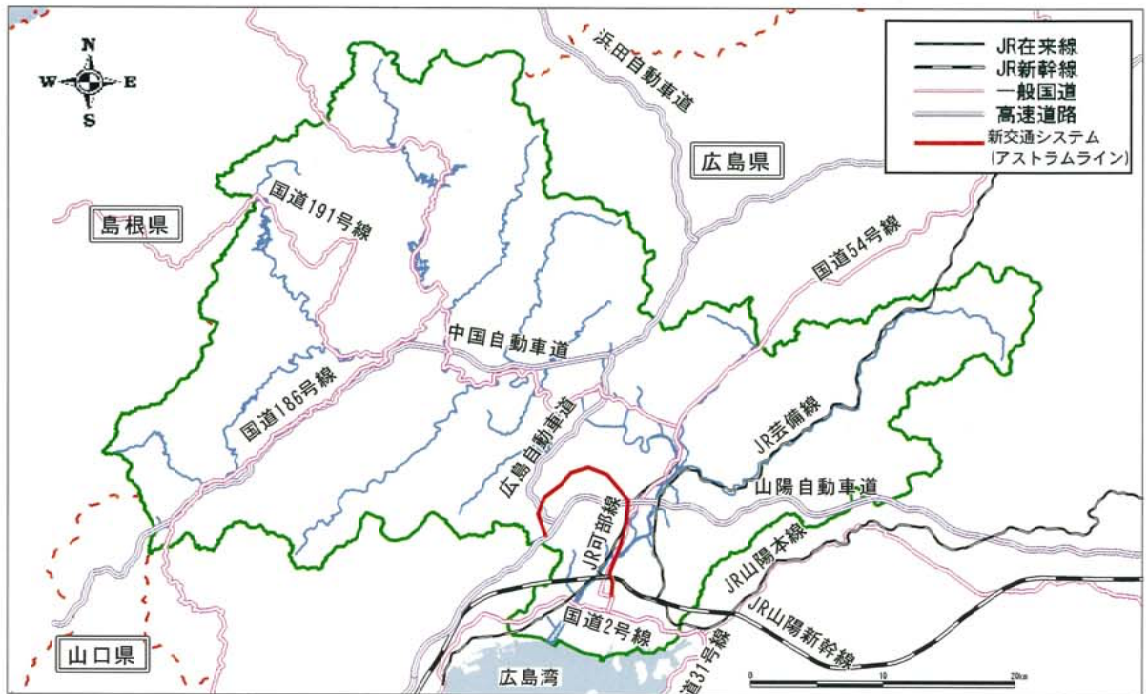 N
W E
S
JR在来線
JR新幹線
一般国道
高速道路
新交通システム
(アストラムライン)
浜田自動車道
広島県
島根県
国道191号線
国道54号線
中国自動車道
国道186号線
広島自動車道
JR芸備線
山陽自動車道
JR可部線
JR山陽本線
JR山陽新幹線
国道2号線
道31号線
山口県
広島湾
0 10 20km